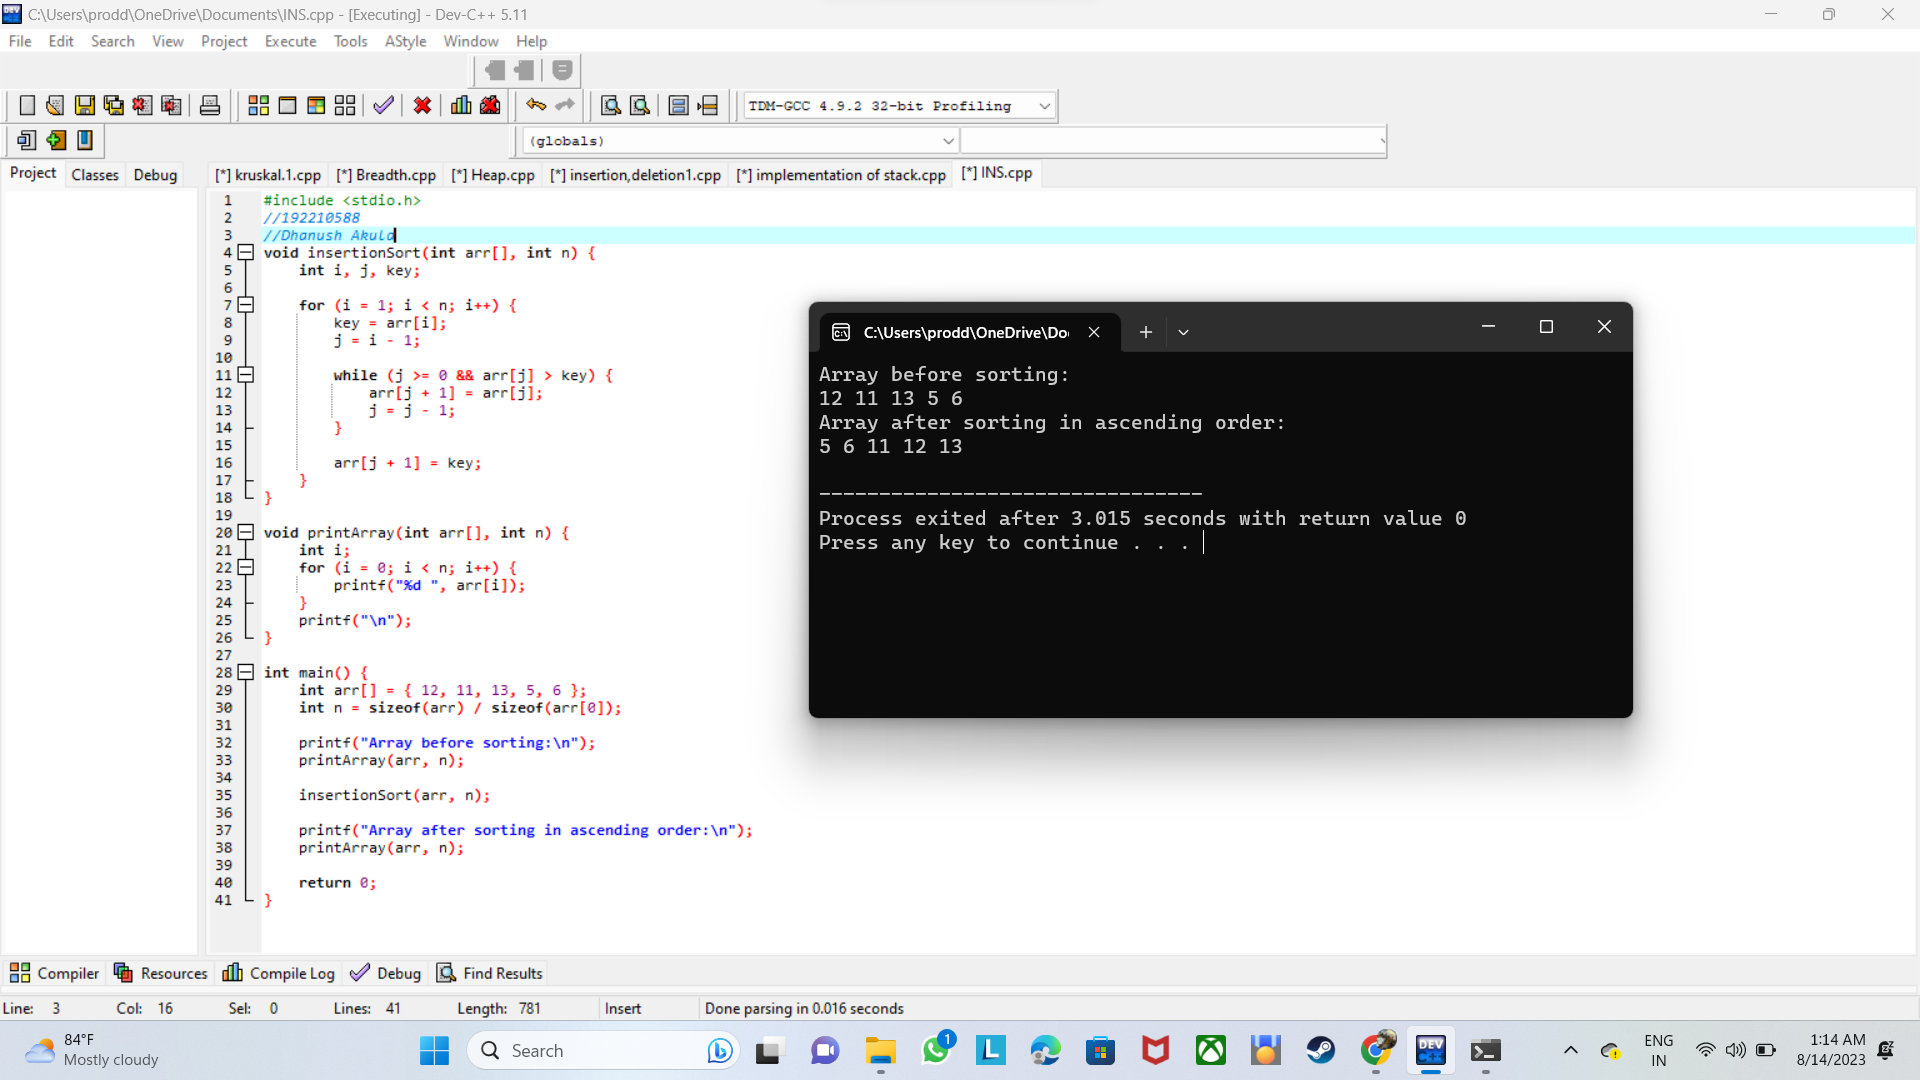 C:\Users\prodd\OneDrive\Documents\INS.cpp - [Executing] - Dev-C++ 5.11
File Edit Search View Project Execute Tools AStyle Window Help
TDM-GCC 4.9.2 32-bit Profiling
(globals)
Project Classes Debug
[*] kruskal.1.cpp [*] Breadth.cpp [*] Heap.cpp [*] insertion,deletion1.cpp [*] implementation of stack.cpp [*] INS.cpp
1 #include <stdio.h>
2 //192210588
3 //Dhanush Akula
4 void insertionSort(int arr[], int n) {
5 int i, j, key;
6
7 for (i = 1; i < n; i++) {
8 key = arr[i];
9 j = i - 1;
10
11 while (j >= 0 && arr[j] > key) {
12 arr[j + 1] = arr[j];
13 j = j - 1;
14 }
15
16 arr[j + 1] = key;
17 }
18 }
19
20 void printArray(int arr[], int n) {
21 int i;
22 for (i = 0; i < n; i++) {
23 printf("%d ", arr[i]);
24 }
25 printf("\n");
26 }
27
28 int main() {
29 int arr[] = { 12, 11, 13, 5, 6 };
30 int n = sizeof(arr) / sizeof(arr[0]);
31
32 printf("Array before sorting:\n");
33 printArray(arr, n);
34
35 insertionSort(arr, n);
36
37 printf("Array after sorting in ascending order:\n");
38 printArray(arr, n);
39
40 return 0;
41 }
C:\Users\prodd\OneDrive\Do
Array before sorting:
12 11 13 5 6
Array after sorting in ascending order:
5 6 11 12 13
--------------------------------
Process exited after 3.015 seconds with return value 0
Press any key to continue . . .
Compiler Resources Compile Log Debug Find Results
Line: 3 Col: 16 Sel: 0 Lines: 41 Length: 781 Insert Done parsing in 0.016 seconds
84°F
Mostly cloudy
Search
1
L
DEV
C++
ENG
IN
1:14 AM
8/14/2023